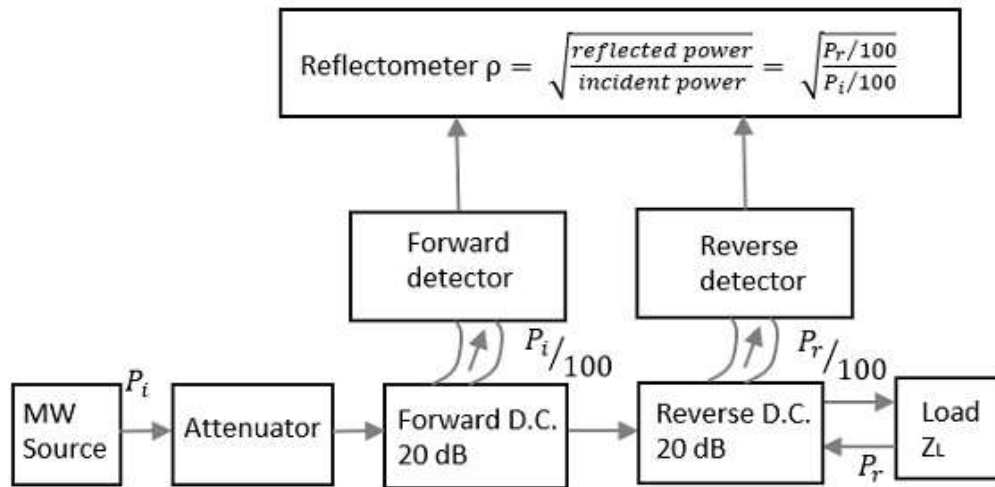 Reflectometer ρ = √(reflected power / incident power) = √((P_r/100) / (P_i/100))
Forward
detector
Reverse
detector
P_i/100
P_r/100
P_i
MW
Source
Attenuator
Forward D.C.
20 dB
Reverse D.C.
20 dB
Load
Z_L
P_r